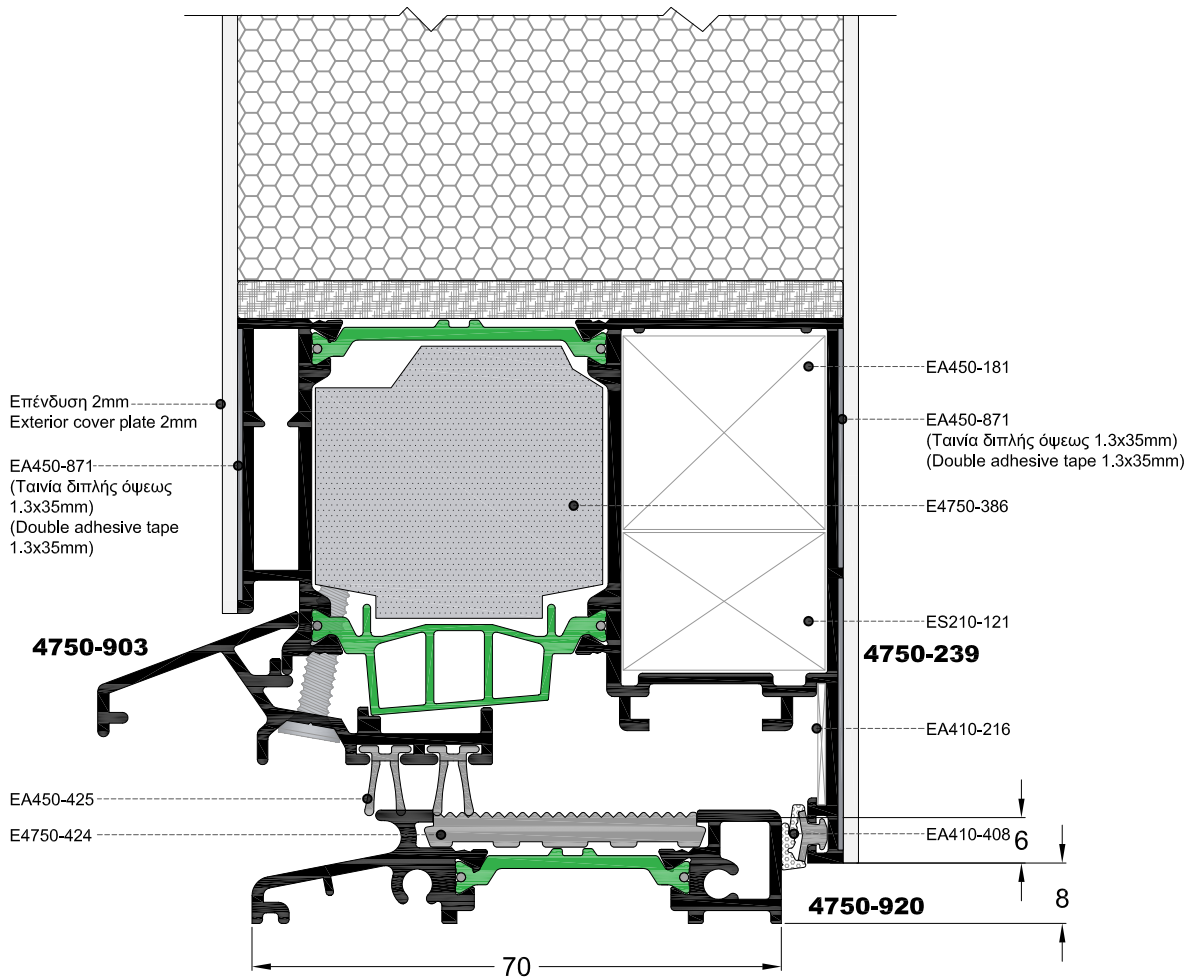 Επένδυση 2mm
Exterior cover plate 2mm
EA450-871
(Ταινία διπλής όψεως
1.3x35mm)
(Double adhesive tape
1.3x35mm)
4750-903
EA450-425
E4750-424
EA450-181
EA450-871
(Ταινία διπλής όψεως 1.3x35mm)
(Double adhesive tape 1.3x35mm)
E4750-386
ES210-121
4750-239
EA410-216
EA410-408
6
8
4750-920
70